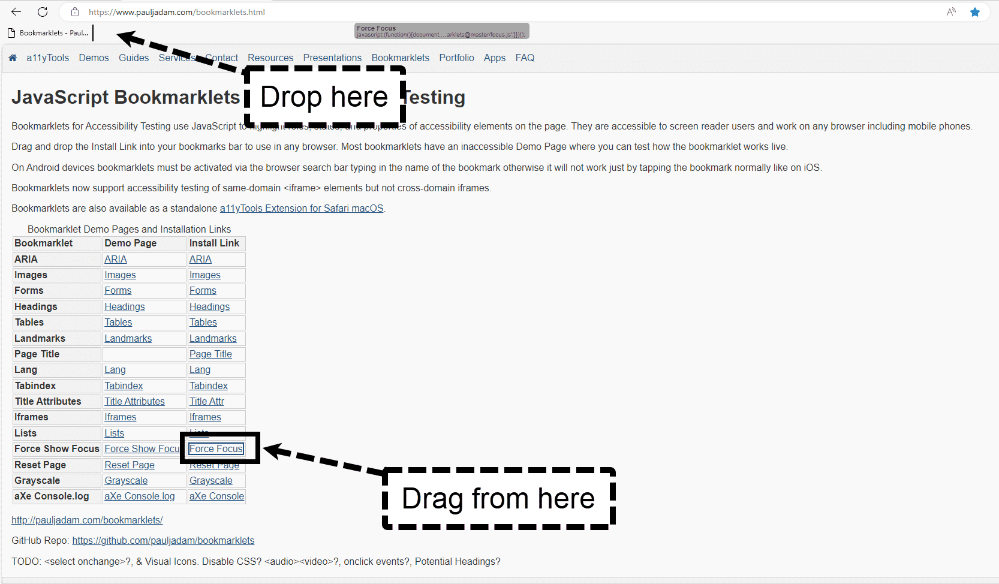 https://www.pauljadam.com/bookmarklets.html
Bookmarklets - Paul...
Force Focus
javascript:(function(){document....arklets@master/focus.js';}})();
a11yTools Demos Guides Services Contact Resources Presentations Bookmarklets Portfolio Apps FAQ
JavaScript Bookmarklets Testing
Drop here
Bookmarklets for Accessibility Testing use JavaScript to highlight roles, states, and properties of accessibility elements on the page. They are accessible to screen reader users and work on any browser including mobile phones.
Drag and drop the Install Link into your bookmarks bar to use in any browser. Most bookmarklets have an inaccessible Demo Page where you can test how the bookmarklet works live.
On Android devices bookmarklets must be activated via the browser search bar typing in the name of the bookmark otherwise it will not work just by tapping the bookmark normally like on iOS.
Bookmarklets now support accessibility testing of same-domain <iframe> elements but not cross-domain iframes.
Bookmarklets are also available as a standalone a11yTools Extension for Safari macOS.
Bookmarklet Demo Pages and Installation Links
Bookmarklet Demo Page Install Link
ARIA ARIA ARIA
Images Images Images
Forms Forms Forms
Headings Headings Headings
Tables Tables Tables
Landmarks Landmarks Landmarks
Page Title Page Title
Lang Lang Lang
Tabindex Tabindex Tabindex
Title Attributes Title Attributes Title Attr
Iframes Iframes Iframes
Lists Lists Lists
Force Show Focus Force Show Focu Force Focus
Reset Page Reset Page Reset Page
Grayscale Grayscale Grayscale
aXe Console.log aXe Console.log aXe Console
Drag from here
http://pauljadam.com/bookmarklets/
GitHub Repo: https://github.com/pauljadam/bookmarklets
TODO: <select onchange>?, & Visual Icons. Disable CSS? <audio><video>?, onclick events?, Potential Headings?